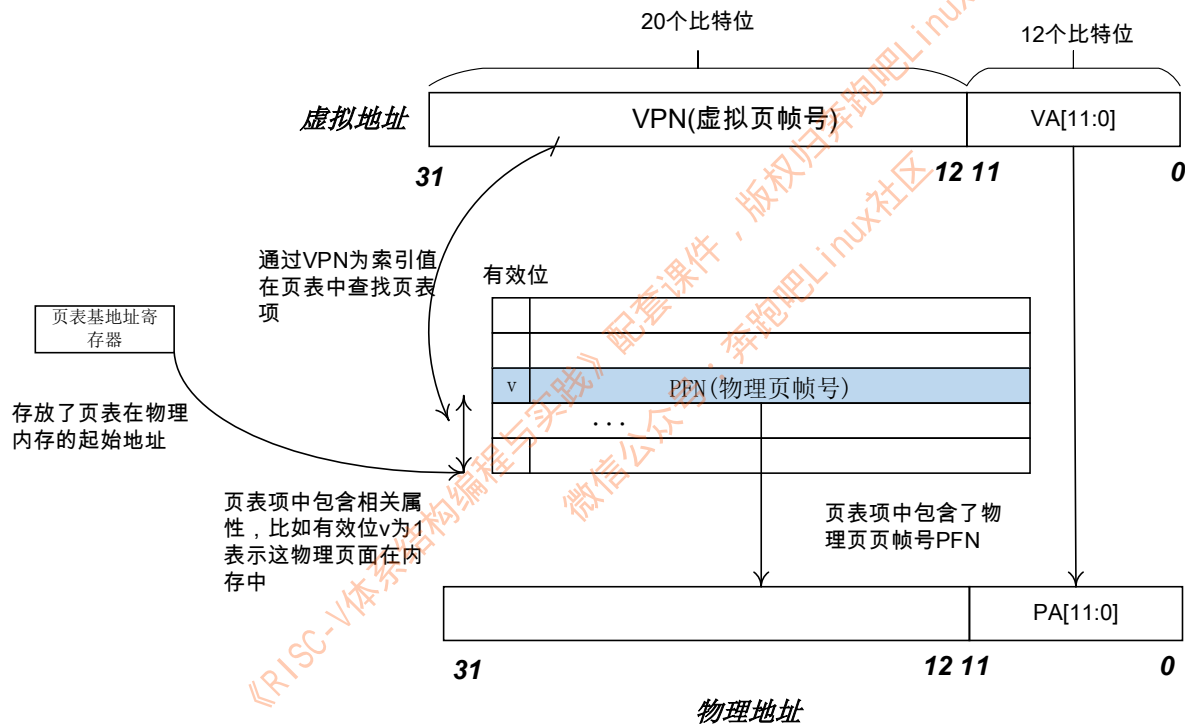 20个比特位
12个比特位
虚拟地址
VPN(虚拟页帧号)
VA[11:0]
31
12 11
0
通过VPN为索引值
在页表中查找页表
项
有效位
页表基地址寄
存器
v
PFN(物理页帧号)
...
存放了页表在物理
内存的起始地址
页表项中包含相关属
性，比如有效位v为1
表示这物理页面在内
存中
页表项中包含了物
理页页帧号PFN
PA[11:0]
31
12 11
0
物理地址
《RISC-V体系结构编程与实践》配套课件，版权归奔跑吧Linux
微信公众号：奔跑吧Linux社区